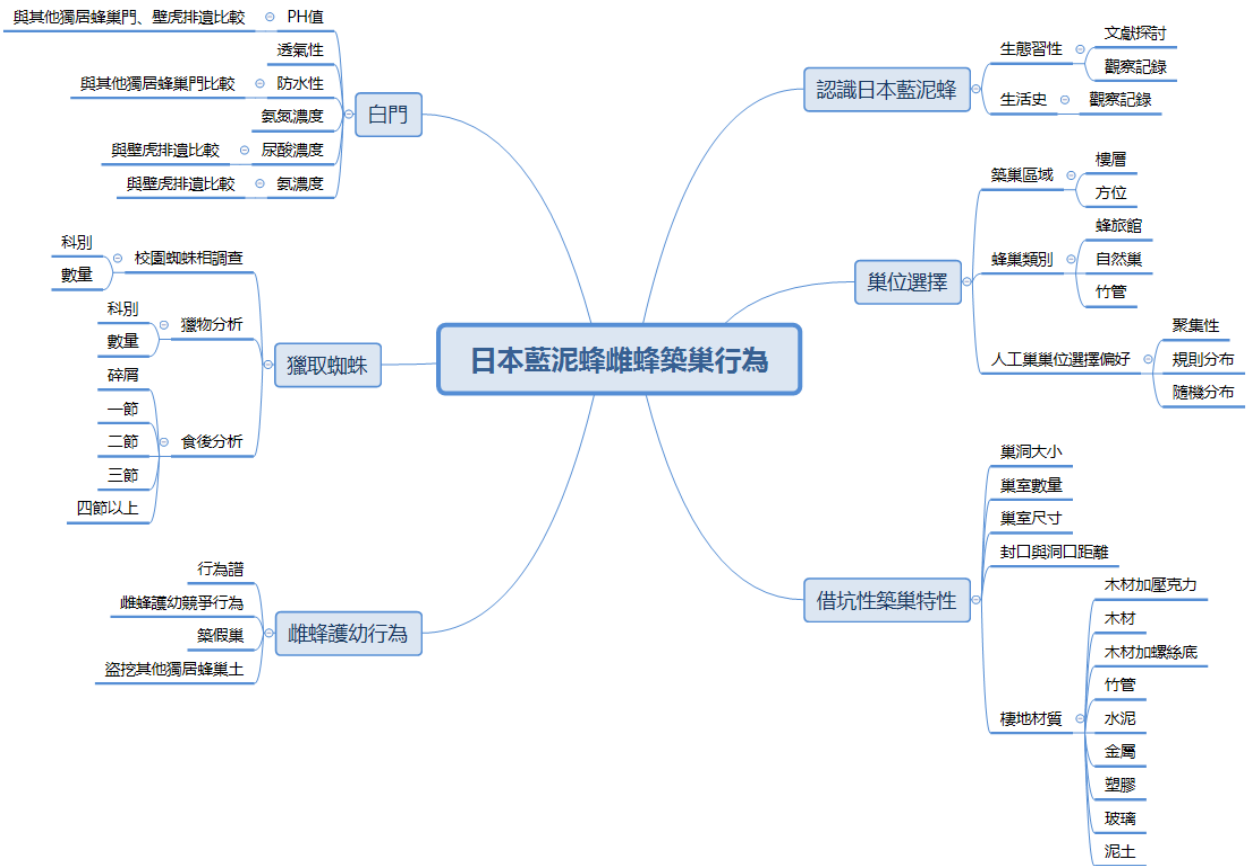 日本藍泥蜂雌蜂築巢行為
認識日本藍泥蜂
生態習性
文獻探討
觀察記錄
生活史
觀察記錄
巢位選擇
築巢區域
樓層
方位
蜂巢類別
蜂旅館
自然巢
竹管
人工巢巢位選擇偏好
聚集性
規則分布
隨機分布
借坑性築巢特性
巢洞大小
巢室數量
巢室尺寸
封口與洞口距離
棲地材質
木材加壓克力
木材
木材加螺絲底
竹管
水泥
金屬
塑膠
玻璃
泥土
白門
PH值
與其他獨居蜂巢門、壁虎排遺比較
透氣性
防水性
與其他獨居蜂巢門比較
氨氮濃度
尿酸濃度
與壁虎排遺比較
氨濃度
與壁虎排遺比較
獵取蜘蛛
校園蜘蛛相調查
科別
數量
獵物分析
科別
數量
食後分析
碎屑
一節
二節
三節
四節以上
雌蜂護幼行為
行為譜
雌蜂護幼競爭行為
築假巢
盜挖其他獨居蜂巢土